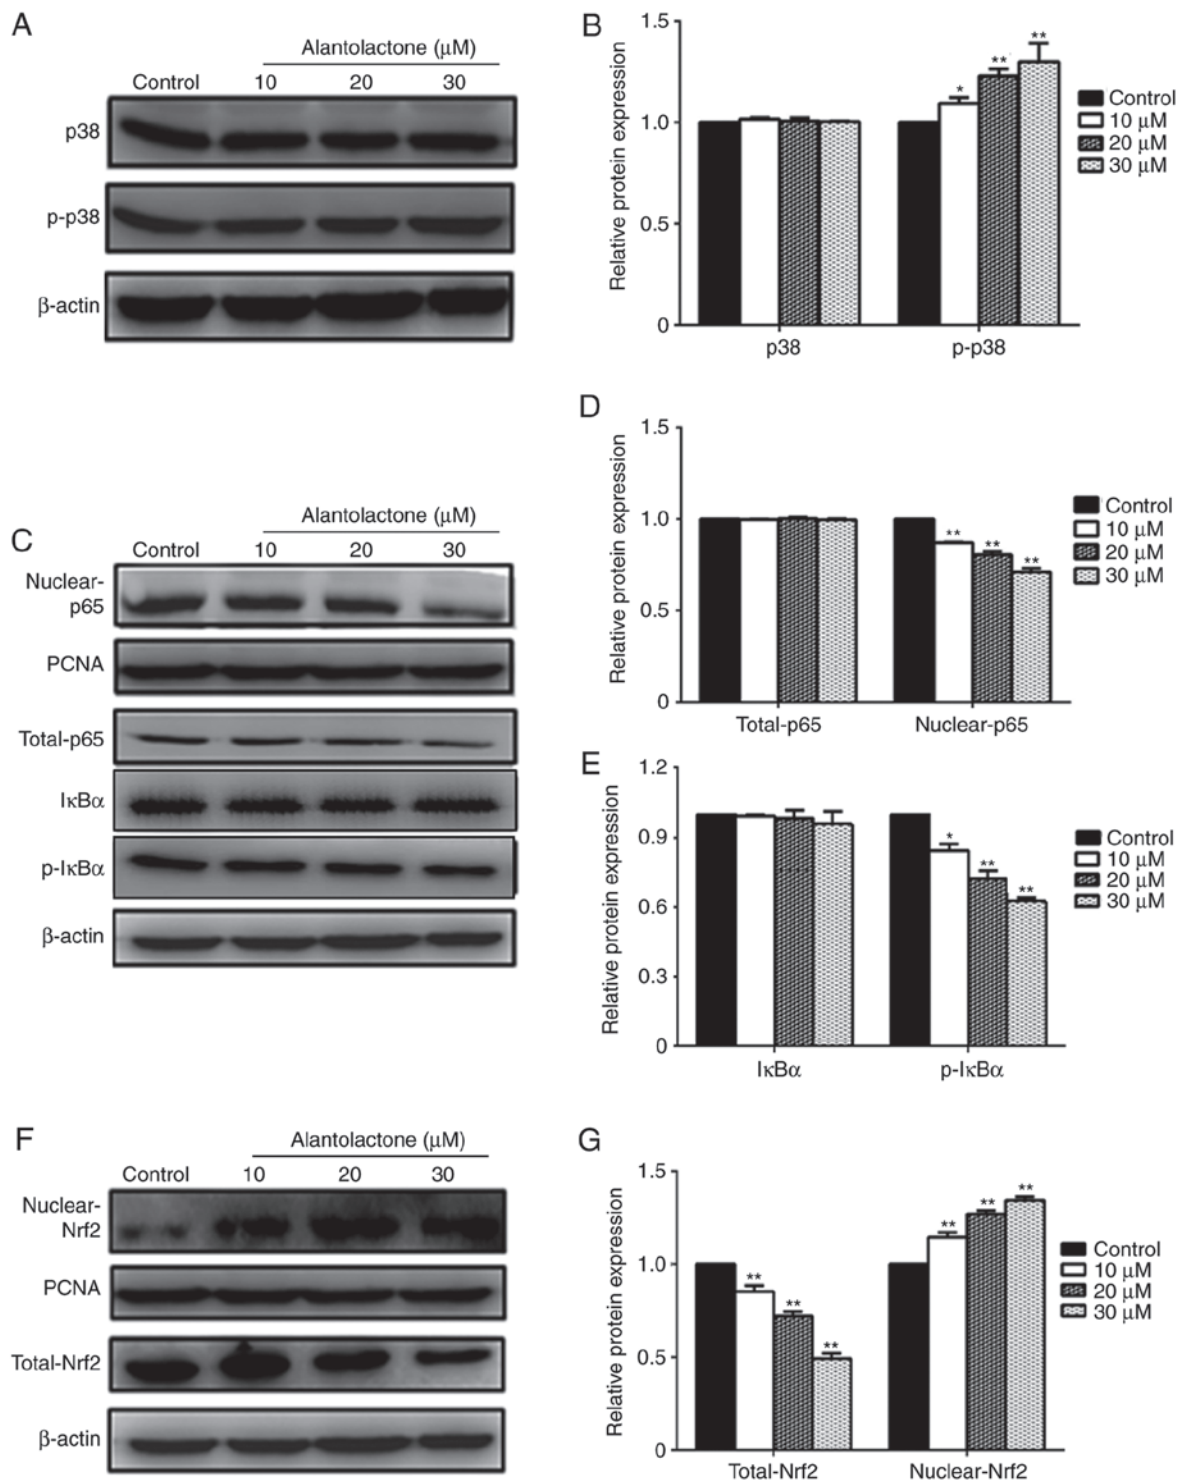 A
Alantolactone (μM)
Control 10 20 30
p38
p-p38
β-actin
B
Relative protein expression
1.5
1.0
0.5
0
*
**
**
p38 p-p38
Control
10 μM
20 μM
30 μM
C
Alantolactone (μM)
Control 10 20 30
Nuclear-
p65
PCNA
Total-p65
IκBα
p-IκBα
β-actin
D
Relative protein expression
1.5
1.0
0.5
0
**
**
**
Total-p65 Nuclear-p65
Control
10 μM
20 μM
30 μM
E
Relative protein expression
1.2
0.9
0.6
0.3
0
*
**
**
IκBα p-IκBα
Control
10 μM
20 μM
30 μM
F
Alantolactone (μM)
Control 10 20 30
Nuclear-
Nrf2
PCNA
Total-Nrf2
β-actin
G
Relative protein expression
1.5
1.0
0.5
0
**
**
**
**
**
**
Total-Nrf2 Nuclear-Nrf2
Control
10 μM
20 μM
30 μM